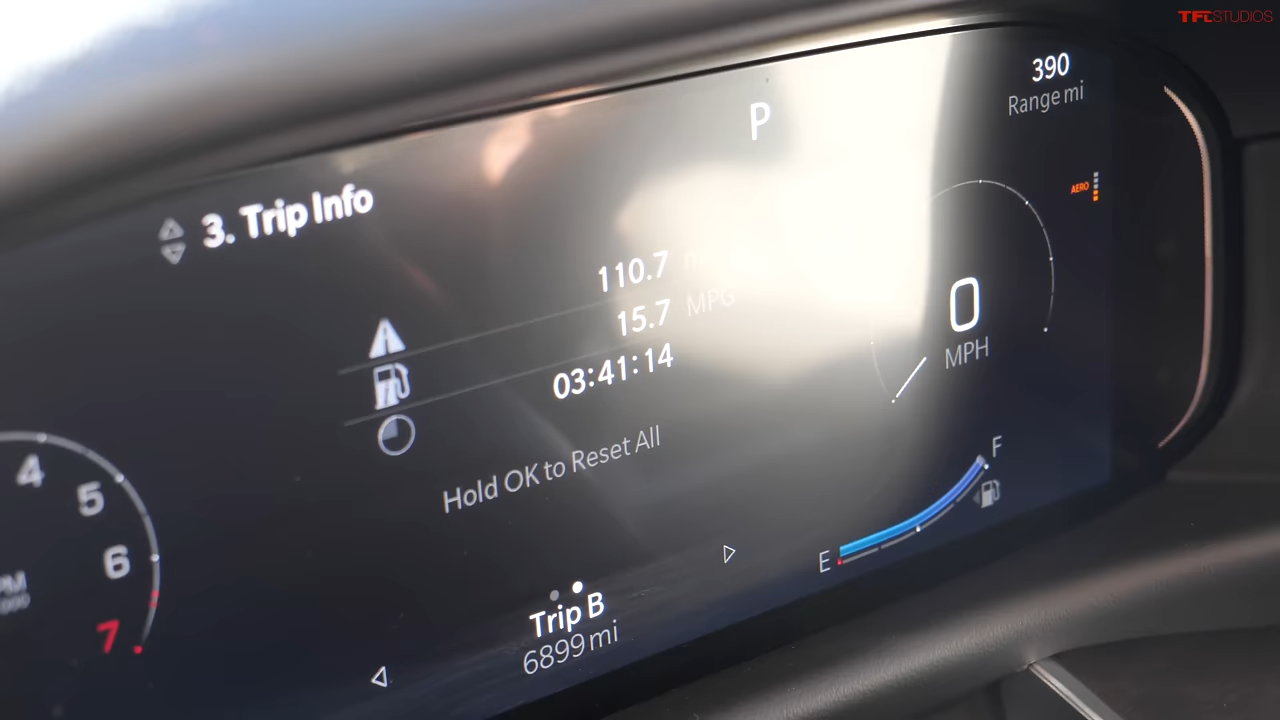 TFLSTUDIOS
390
Range mi
P
3. Trip Info
AERO
110.7
15.7 MPG
03:41:14
0
MPH
Hold OK to Reset All
4
5
6
7
F
E
Trip B
6899 mi